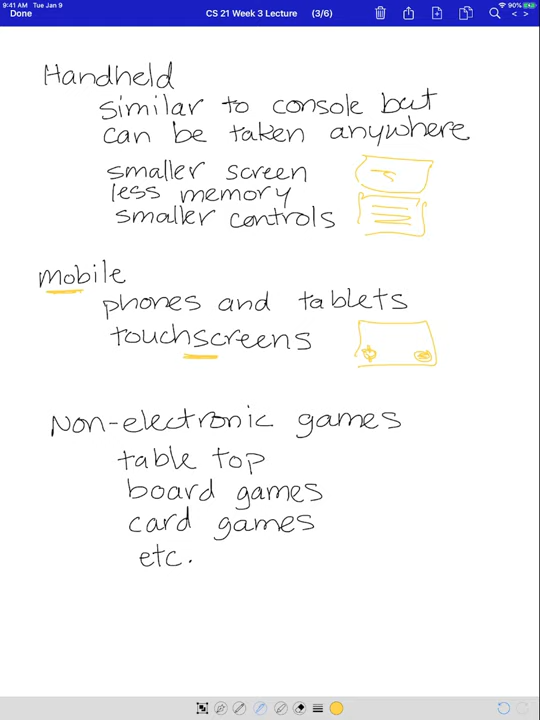 9:41 AM Tue Jan 9
90%
Done
CS 21 Week 3 Lecture (3/6)
Handheld
similar to console but
can be taken anywhere
smaller screen
less memory
smaller controls
mobile
phones and tablets
touchscreens
Non-electronic games
table top
board games
card games
etc.